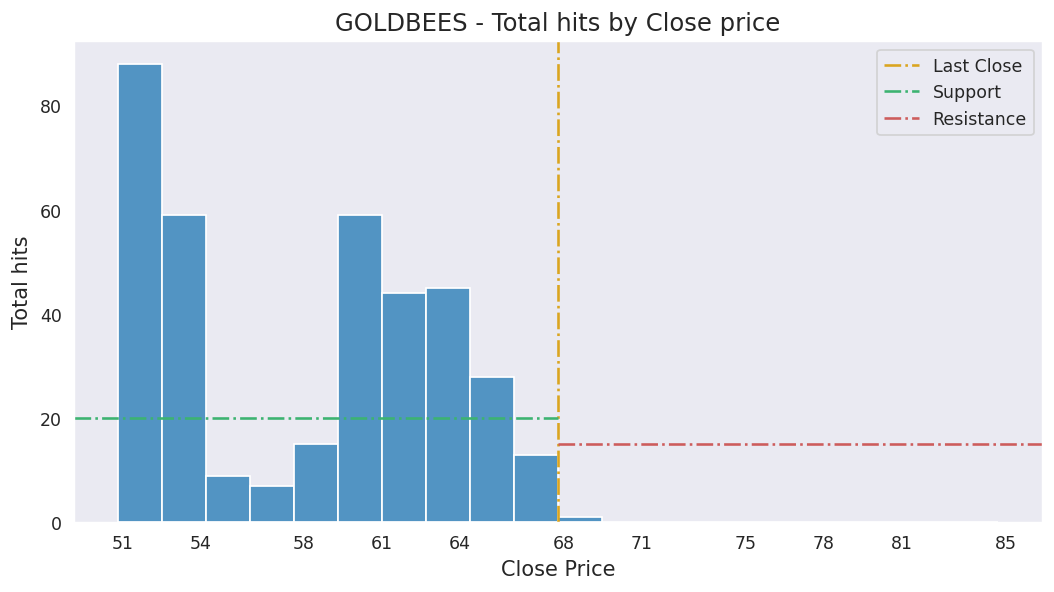 GOLDBEES - Total hits by Close price
Last Close
Support
Resistance
Total hits
80
60
40
20
0
51 54 58 61 64 68 71 75 78 81 85
Close Price